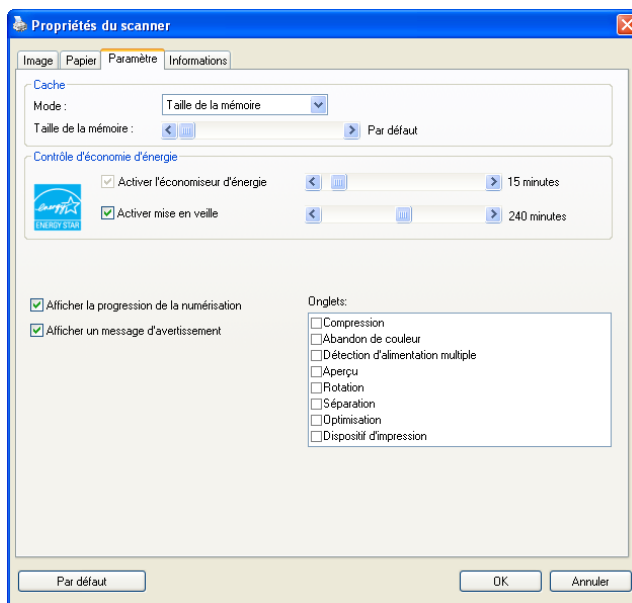 Propriétés du scanner
Image Papier Paramètre Informations
Cache
Mode : Taille de la mémoire
Taille de la mémoire : Par défaut
Contrôle d'économie d'énergie
Activer l'économiseur d'énergie 15 minutes
Activer mise en veille 240 minutes
energy
ENERGY STAR
Afficher la progression de la numérisation
Afficher un message d'avertissement
Onglets:
Compression
Abandon de couleur
Détection d'alimentation multiple
Aperçu
Rotation
Séparation
Optimisation
Dispositif d'impression
Par défaut OK Annuler